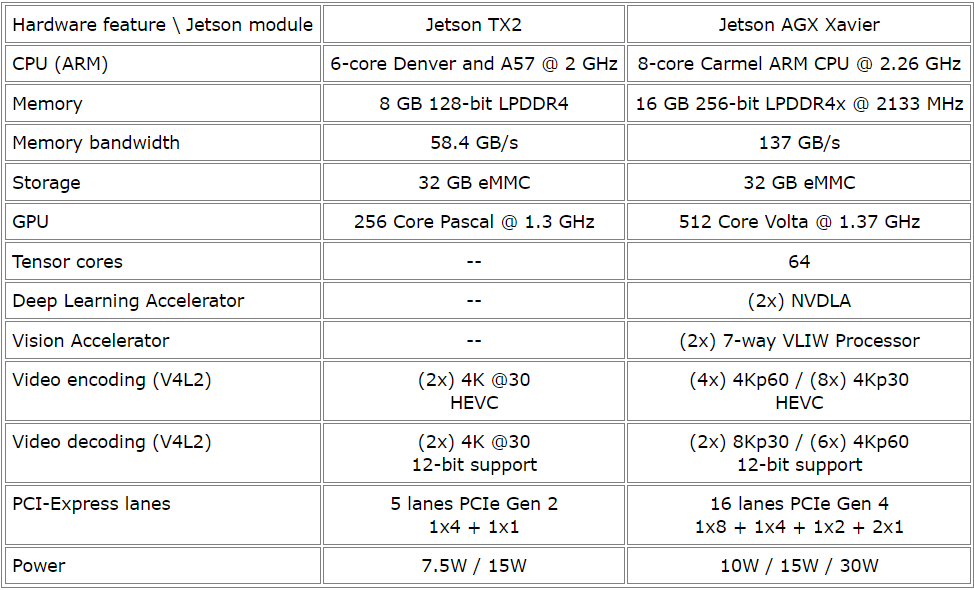 Hardware feature \ Jetson module Jetson TX2 Jetson AGX Xavier
CPU (ARM) 6-core Denver and A57 @ 2 GHz 8-core Carmel ARM CPU @ 2.26 GHz
Memory 8 GB 128-bit LPDDR4 16 GB 256-bit LPDDR4x @ 2133 MHz
Memory bandwidth 58.4 GB/s 137 GB/s
Storage 32 GB eMMC 32 GB eMMC
GPU 256 Core Pascal @ 1.3 GHz 512 Core Volta @ 1.37 GHz
Tensor cores -- 64
Deep Learning Accelerator -- (2x) NVDLA
Vision Accelerator -- (2x) 7-way VLIW Processor
Video encoding (V4L2) (2x) 4K @30 (4x) 4Kp60 / (8x) 4Kp30
HEVC HEVC
Video decoding (V4L2) (2x) 4K @30 (2x) 8Kp30 / (6x) 4Kp60
12-bit support 12-bit support
PCI-Express lanes 5 lanes PCIe Gen 2 16 lanes PCIe Gen 4
1x4 + 1x1 1x8 + 1x4 + 1x2 + 2x1
Power 7.5W / 15W 10W / 15W / 30W